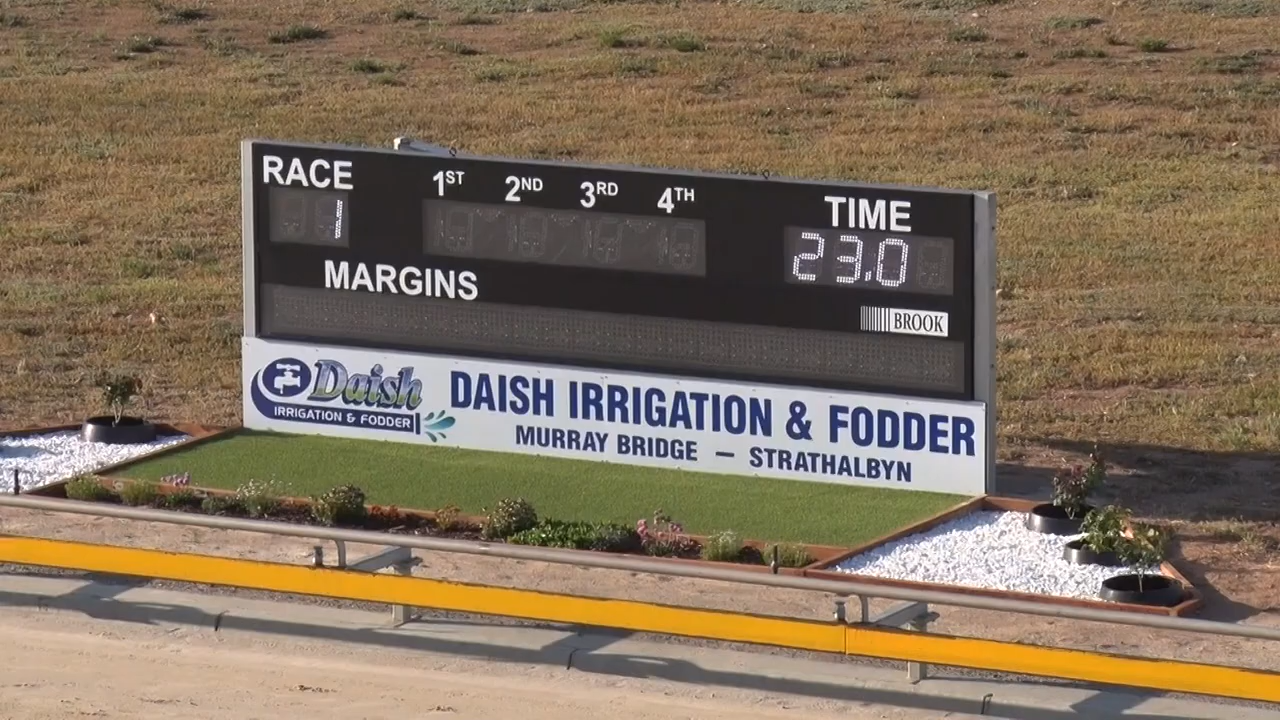 RACE 1ST 2ND 3RD 4TH TIME
1 23.0
MARGINS
BROOK
Daish
IRRIGATION & FODDER
DAISH IRRIGATION & FODDER
MURRAY BRIDGE – STRATHALBYN